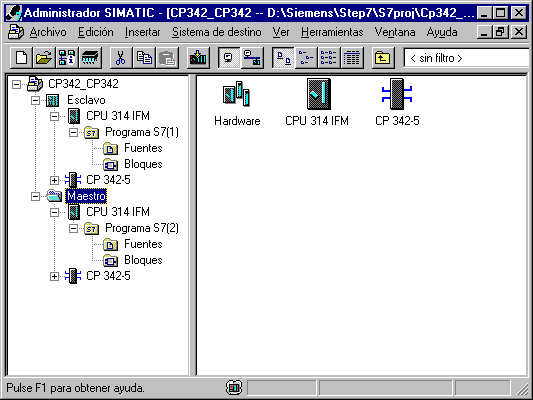 Administrador SIMATIC - [CP342_CP342 -- D:\Siemens\Step7\S7proj\Cp342_...
Archivo Edición Insertar Sistema de destino Ver Herramientas Ventana Ayuda
< sin filtro >
CP342_CP342
Esclavo
CPU 314 IFM
Programa S7(1)
Fuentes
Bloques
CP 342-5
Maestro
CPU 314 IFM
Programa S7(2)
Fuentes
Bloques
CP 342-5
Hardware CPU 314 IFM CP 342-5
Pulse F1 para obtener ayuda.